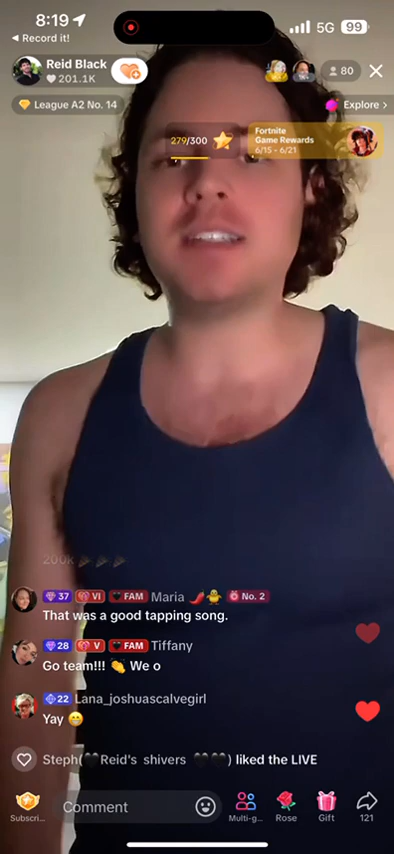 8:19
5G 99
Record it!
Reid Black
201.1K
80
League A2 No. 14
Explore >
279/300
Fortnite
Game Rewards
6/15 - 6/21
200k 🎉 🎉 🎉
37 VI FAM Maria 🌶️🐥 No. 2
That was a good tapping song.
28 V FAM Tiffany
Go team!!! 👏 We o
22 Lana_joshuascalvegirl
Yay 😁
Steph(🖤Reid's shivers 🖤🖤) liked the LIVE
Comment
Subscri...
Multi-g...
Rose
Gift
121